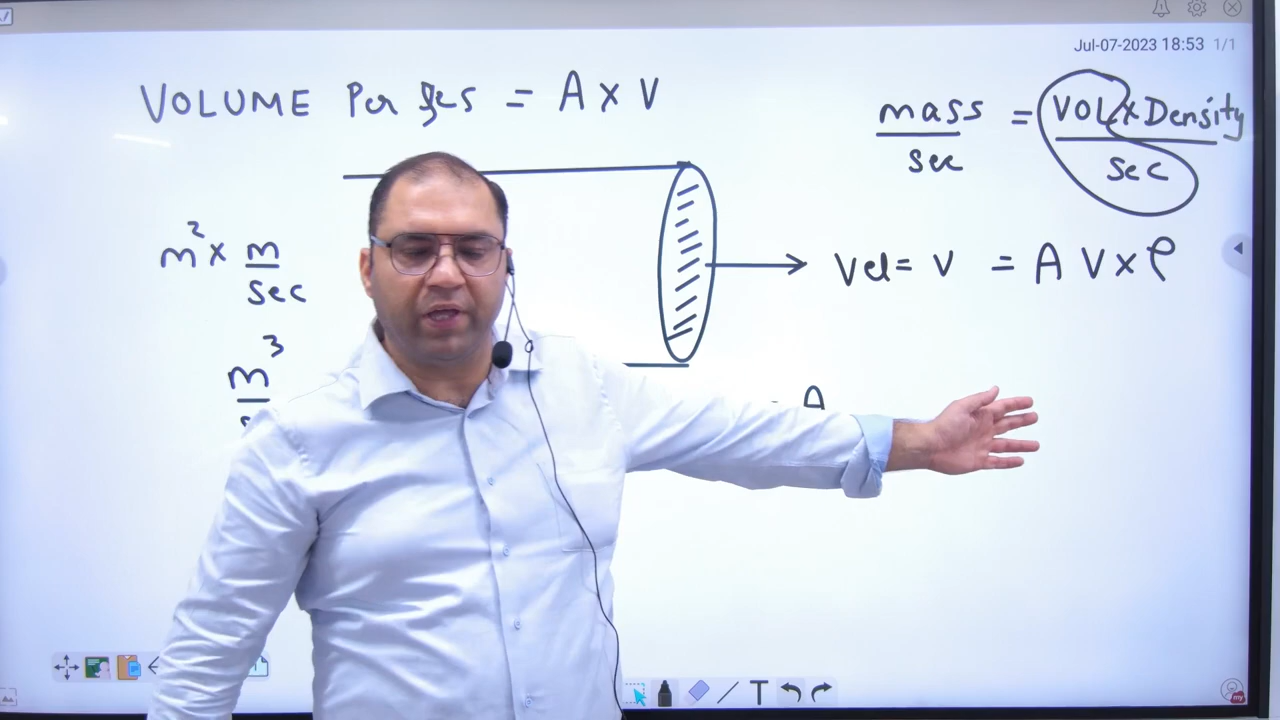 Jul-07-2023 18:53 1/1
VOLUME Per sec = A x V
mass/sec = VOL x Density/sec
m² x m/sec
Vel = V = A V x ρ
m³
A
T
my